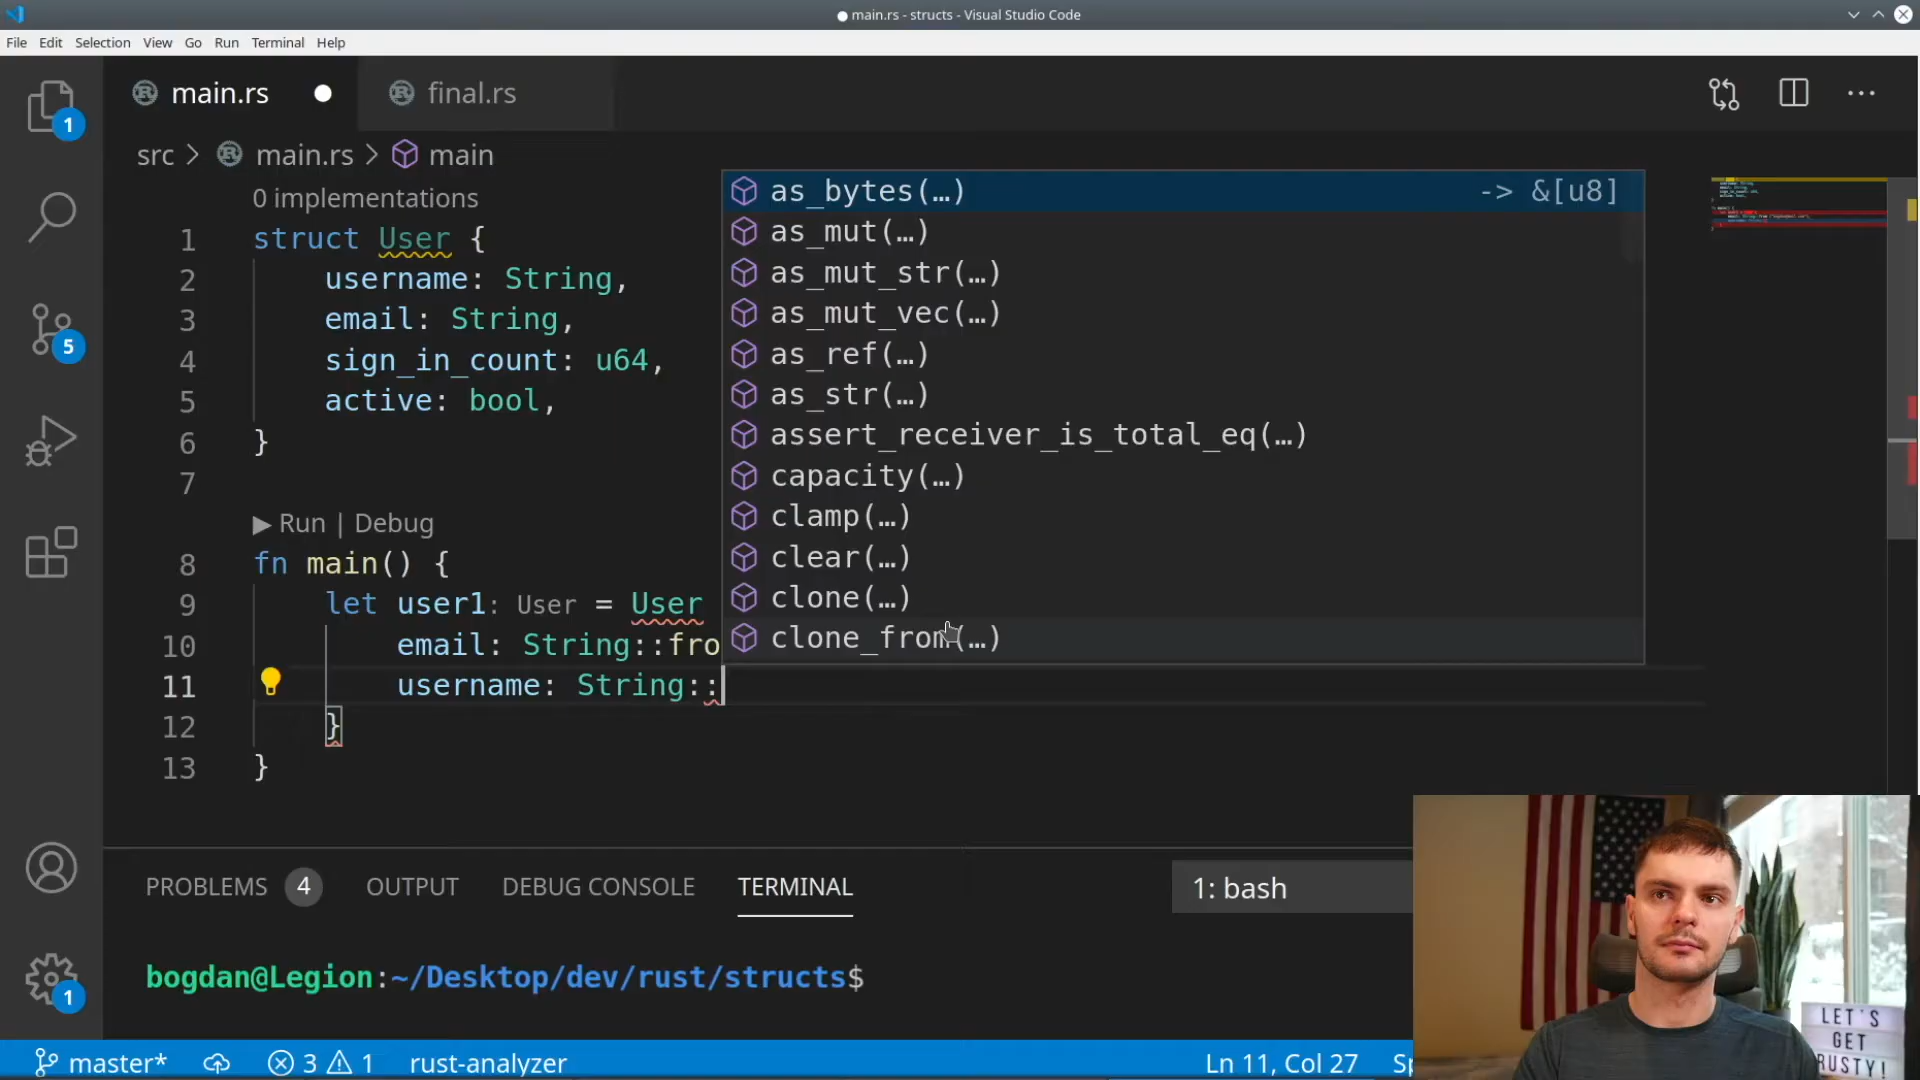 main.rs - structs - Visual Studio Code
File Edit Selection View Go Run Terminal Help
main.rs final.rs
1
src > main.rs > main
0 implementations
1 struct User {
2 username: String,
3 email: String,
4 sign_in_count: u64,
5 active: bool,
6 }
7
▶ Run | Debug
8 fn main() {
9 let user1: User = User
10 email: String::fro
11 username: String::
12 }
13 }
as_bytes(…) -> &[u8]
as_mut(…)
as_mut_str(…)
as_mut_vec(…)
as_ref(…)
as_str(…)
assert_receiver_is_total_eq(…)
capacity(…)
clamp(…)
clear(…)
clone(…)
clone_from(…)
5
1
PROBLEMS 4 OUTPUT DEBUG CONSOLE TERMINAL 1: bash
bogdan@Legion:~/Desktop/dev/rust/structs$
LET'S
GET
RUSTY!
master* 3 1 rust-analyzer Ln 11, Col 27 Sp